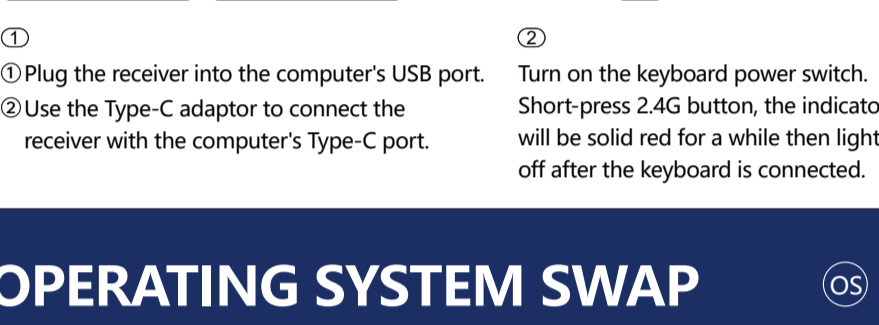 ①
①Plug the receiver into the computer's USB port.
②Use the Type-C adaptor to connect the
receiver with the computer's Type-C port.
②
Turn on the keyboard power switch.
Short-press 2.4G button, the indicato
will be solid red for a while then light
off after the keyboard is connected.
OPERATING SYSTEM SWAP
OS